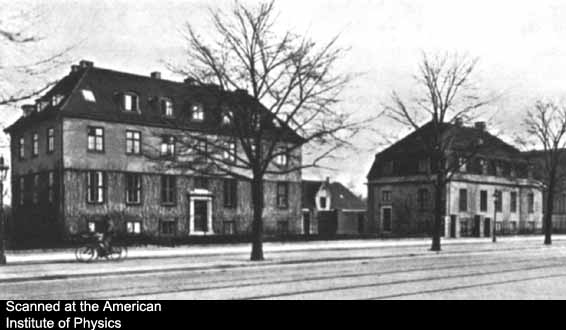 Scanned at the American
Institute of Physics